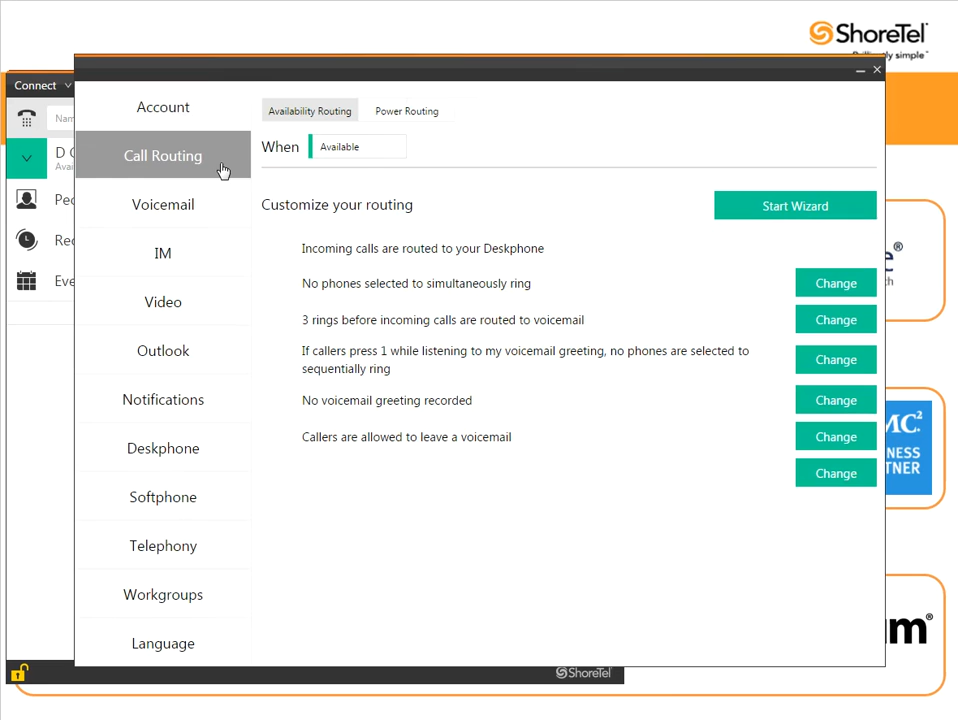 ShoreTel
simple
Connect
Account
Availability Routing
Power Routing
Call Routing
When
Available
Voicemail
Customize your routing
Start Wizard
IM
Incoming calls are routed to your Deskphone
No phones selected to simultaneously ring
Change
Video
3 rings before incoming calls are routed to voicemail
Change
Outlook
If callers press 1 while listening to my voicemail greeting, no phones are selected to
sequentially ring
Change
Notifications
No voicemail greeting recorded
Change
Callers are allowed to leave a voicemail
Change
Deskphone
Change
Softphone
Telephony
Workgroups
Language
ShoreTel